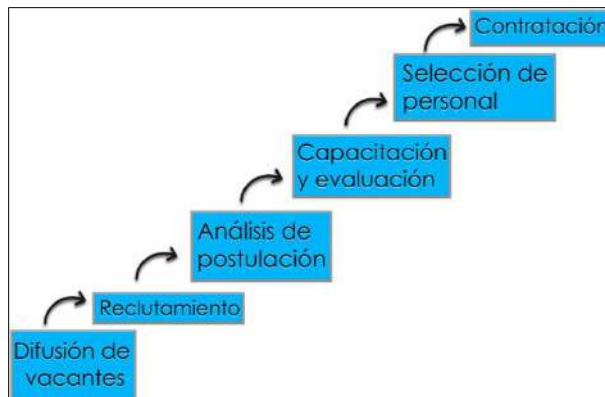 Contratación
Selección de
personal
Capacitación
y evaluación
Análisis de
postulación
Reclutamiento
Difusión de
vacantes